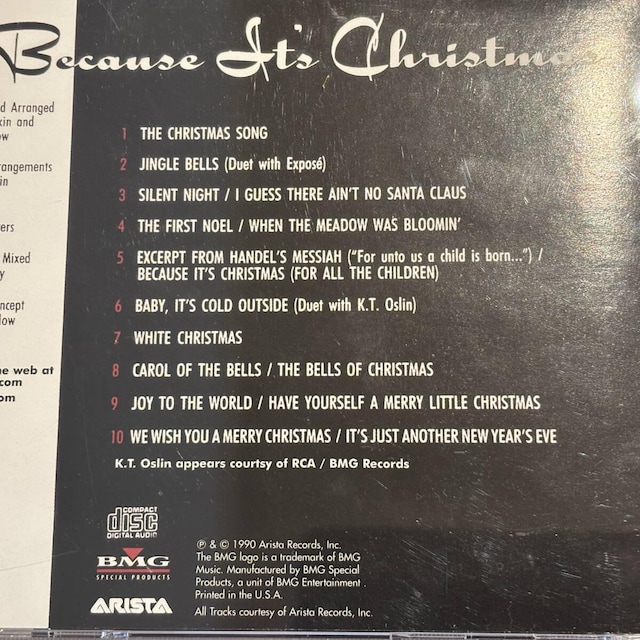 Because It's Christmas
d Arranged
kin and
ow
rangements
in
ers
Mixed
y
ncept
low
he web at
com
om
1 THE CHRISTMAS SONG
2 JINGLE BELLS (Duet with Exposé)
3 SILENT NIGHT / I GUESS THERE AIN'T NO SANTA CLAUS
4 THE FIRST NOEL / WHEN THE MEADOW WAS BLOOMIN'
5 EXCERPT FROM HANDEL'S MESSIAH ("For unto us a child is born...") /
BECAUSE IT'S CHRISTMAS (FOR ALL THE CHILDREN)
6 BABY, IT'S COLD OUTSIDE (Duet with K.T. Oslin)
7 WHITE CHRISTMAS
8 CAROL OF THE BELLS / THE BELLS OF CHRISTMAS
9 JOY TO THE WORLD / HAVE YOURSELF A MERRY LITTLE CHRISTMAS
10 WE WISH YOU A MERRY CHRISTMAS / IT'S JUST ANOTHER NEW YEAR'S EVE
K.T. Oslin appears courtsy of RCA / BMG Records
COMPACT
disc
DIGITAL AUDIO
BMG
SPECIAL PRODUCTS
ARISTA
℗ & © 1990 Arista Records, Inc.
The BMG logo is a trademark of BMG
Music. Manufactured by BMG Special
Products, a unit of BMG Entertainment .
Printed in the U.S.A.
All Tracks courtesy of Arista Records, Inc.